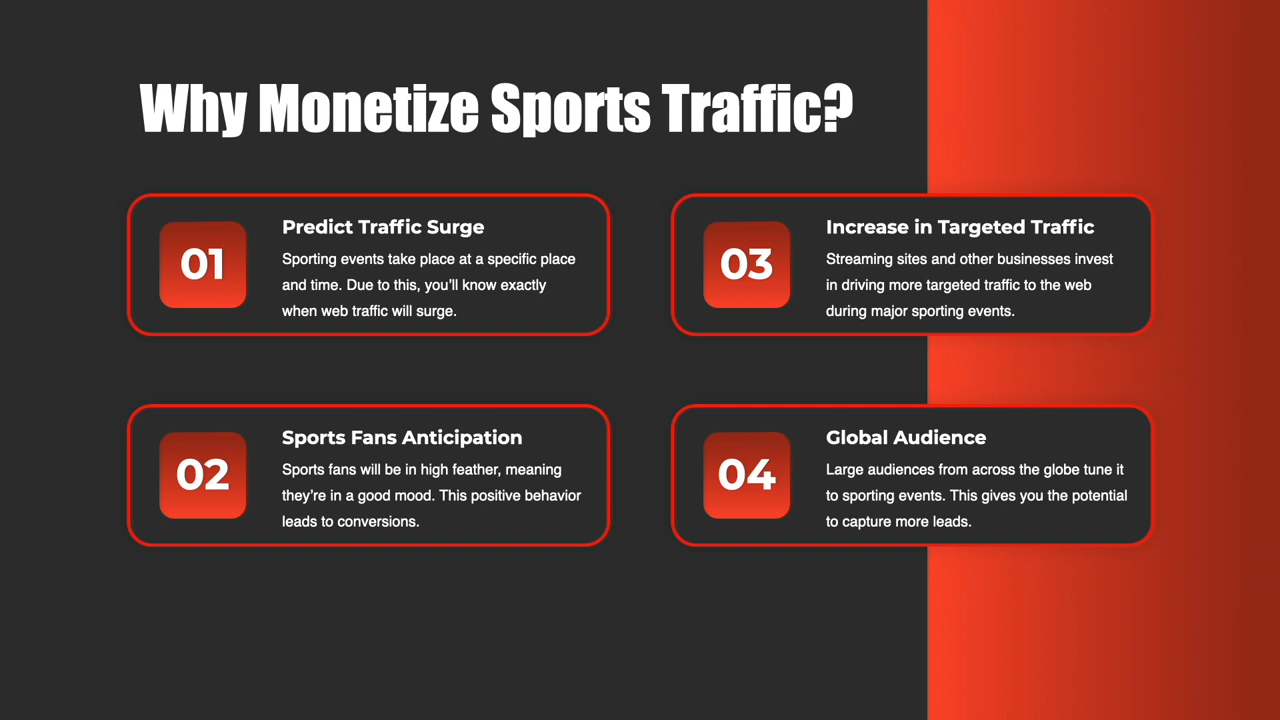 Why Monetize Sports Traffic?
01
Predict Traffic Surge
Sporting events take place at a specific place
and time. Due to this, you’ll know exactly
when web traffic will surge.
02
Sports Fans Anticipation
Sports fans will be in high feather, meaning
they’re in a good mood. This positive behavior
leads to conversions.
03
Increase in Targeted Traffic
Streaming sites and other businesses invest
in driving more targeted traffic to the web
during major sporting events.
04
Global Audience
Large audiences from across the globe tune it
to sporting events. This gives you the potential
to capture more leads.